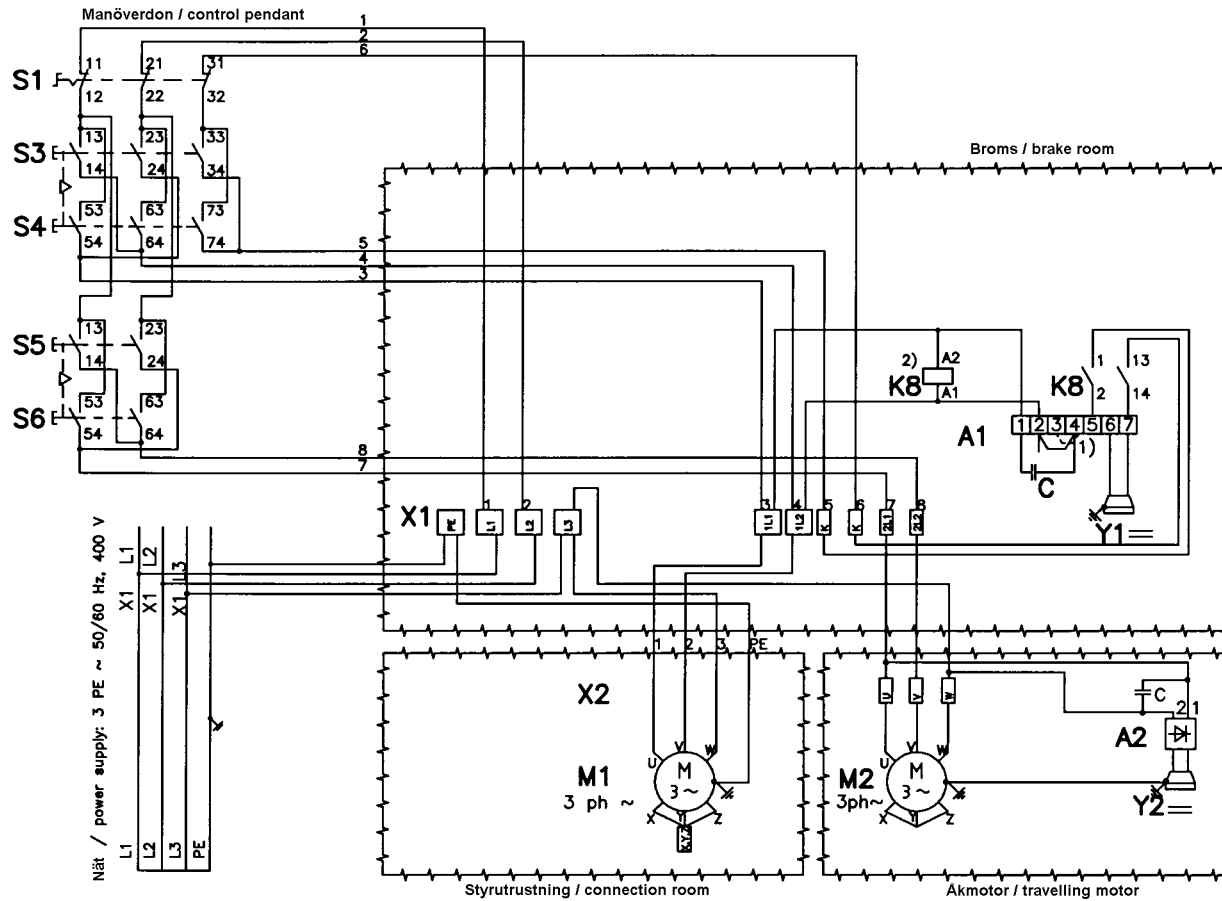 Manöverdon / control pendant
1
2
6
S1
11
21
31
12
22
32
S3
13
23
33
14
24
34
S4
53
63
73
54
64
74
5
4
3
Broms / brake room
S5
13
23
14
24
S6
53
63
54
64
8
7
2)
A2
K8
A1
K8
1
13
2
14
A1
1 2 3 4 5 6 7
1)
C
Y1
X1
PE
1
L1
2
L2
L3
3
1L1
4
1L2
5
K
6
K
7
2L1
8
2L2
Nät / power supply: 3 PE ~ 50/60 Hz, 400 V
X1 L1
X1 L2
X1 L3
L1
L2
L3
PE
1
2
3
PE
X2
M1
3 ph ~
U
V
W
M
3 ~
X
Y
Z
X,Y,Z
Styrutrustning / connection room
U
V
W
M2
3ph~
U
V
W
M
3 ~
X
Y
Z
C
2
1
A2
Y2
Åkmotor / travelling motor